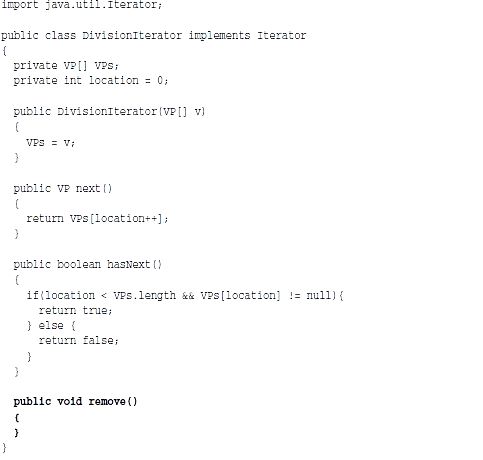 import java.util.Iterator;
public class DivisionIterator implements Iterator
{
private VP[] VPs;
private int location = 0;
public DivisionIterator(VP[] v)
{
VPs = v;
}
public VP next()
{
return VPs[location++];
}
public boolean hasNext()
{
if(location < VPs.length && VPs[location] != null){
return true;
} else {
return false;
}
}
public void remove()
{
}
}